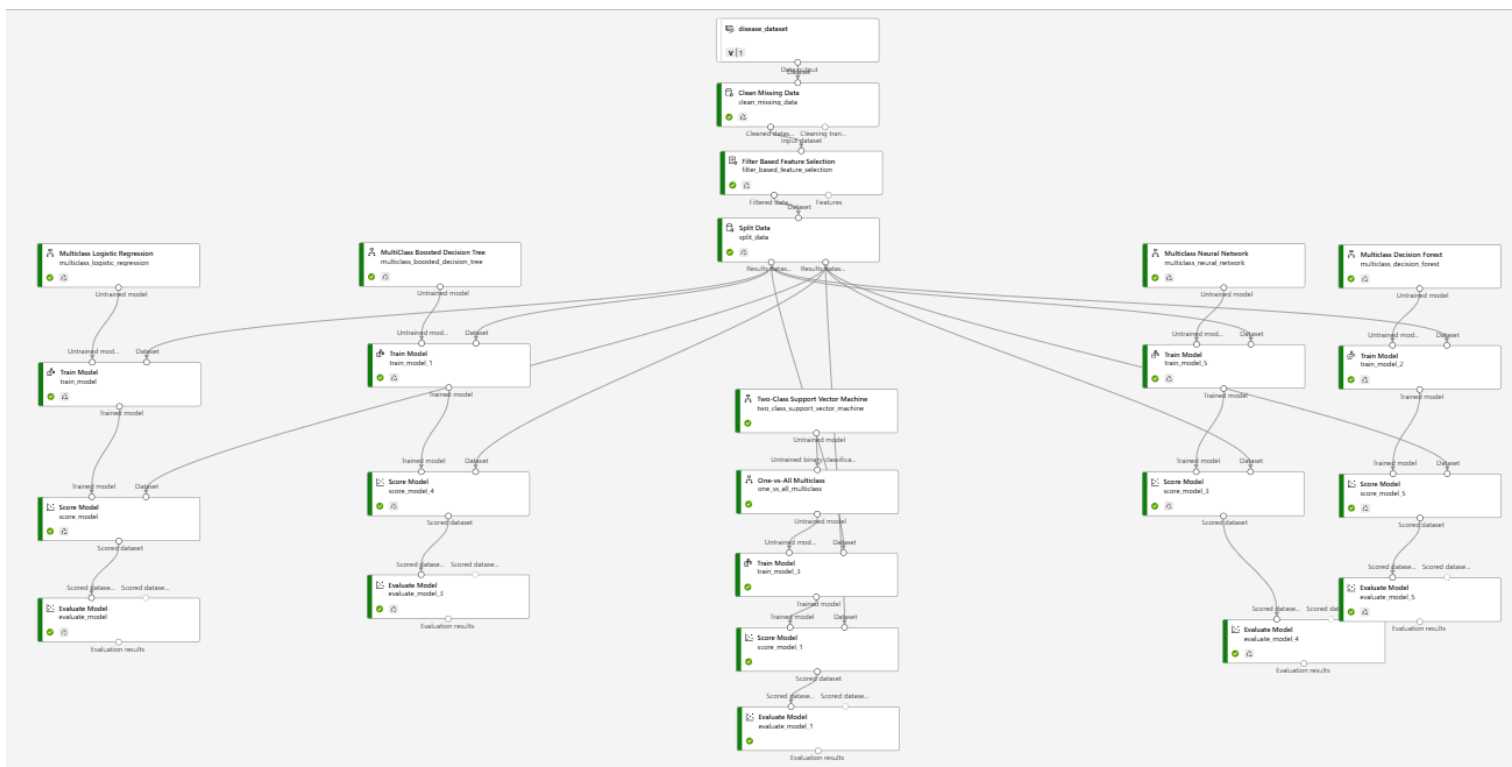 disease_dataset
v | 1
Data output
Dataset
Clean Missing Data
clean_missing_data
Cleaned datas... Cleaning tran...
Input dataset
Filter Based Feature Selection
filter_based_feature_selection
Filtered data... Features
Dataset
Split Data
split_data
Results datas... Results datas...
Multiclass Logistic Regression
multiclass_logistic_regression
Untrained model
Untrained mod... Dataset
Train Model
train_model
Trained model
Trained model Dataset
Score Model
score_model
Scored dataset
Scored datase... Scored datase...
Evaluate Model
evaluate_model
Evaluation results
MultiClass Boosted Decision Tree
multiclass_boosted_decision_tree
Untrained model
Untrained mod... Dataset
Train Model
train_model_1
Trained model
Trained model Dataset
Score Model
score_model_4
Scored dataset
Scored datase... Scored datase...
Evaluate Model
evaluate_model_3
Evaluation results
Two-Class Support Vector Machine
two_class_support_vector_machine
Untrained model
Untrained binary classifica...
One-vs-All Multiclass
one_vs_all_multiclass
Untrained model
Untrained mod... Dataset
Train Model
train_model_3
Trained model
Trained model Dataset
Score Model
score_model_1
Scored dataset
Scored datase... Scored datase...
Evaluate Model
evaluate_model_1
Evaluation results
Multiclass Neural Network
multiclass_neural_network
Untrained model
Untrained mod... Dataset
Train Model
train_model_5
Trained model
Trained model Dataset
Score Model
score_model_3
Scored dataset
Scored datase... Scored dat
Evaluate Model
evaluate_model_4
Evaluation results
Multiclass Decision Forest
multiclass_decision_forest
Untrained model
Untrained mod... Dataset
Train Model
train_model_2
Trained model
Trained model Dataset
Score Model
score_model_5
Scored dataset
Scored datase... Scored datase...
Evaluate Model
evaluate_model_5
Evaluation results